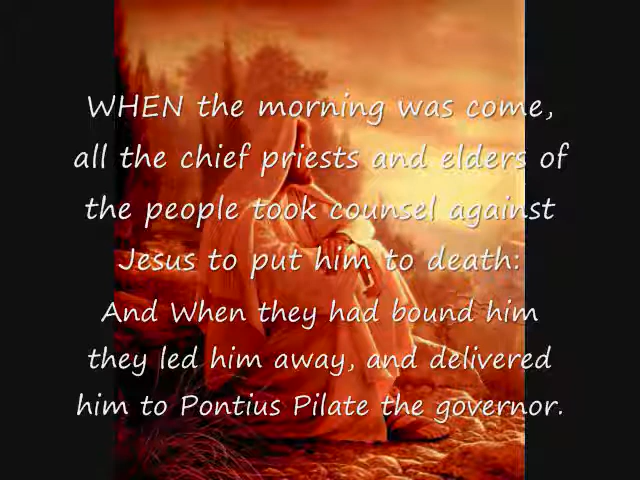 WHEN the morning was come,
all the chief priests and elders of
the people took counsel against
Jesus to put him to death:
And When they had bound him
they led him away, and delivered
him to Pontius Pilate the governor.